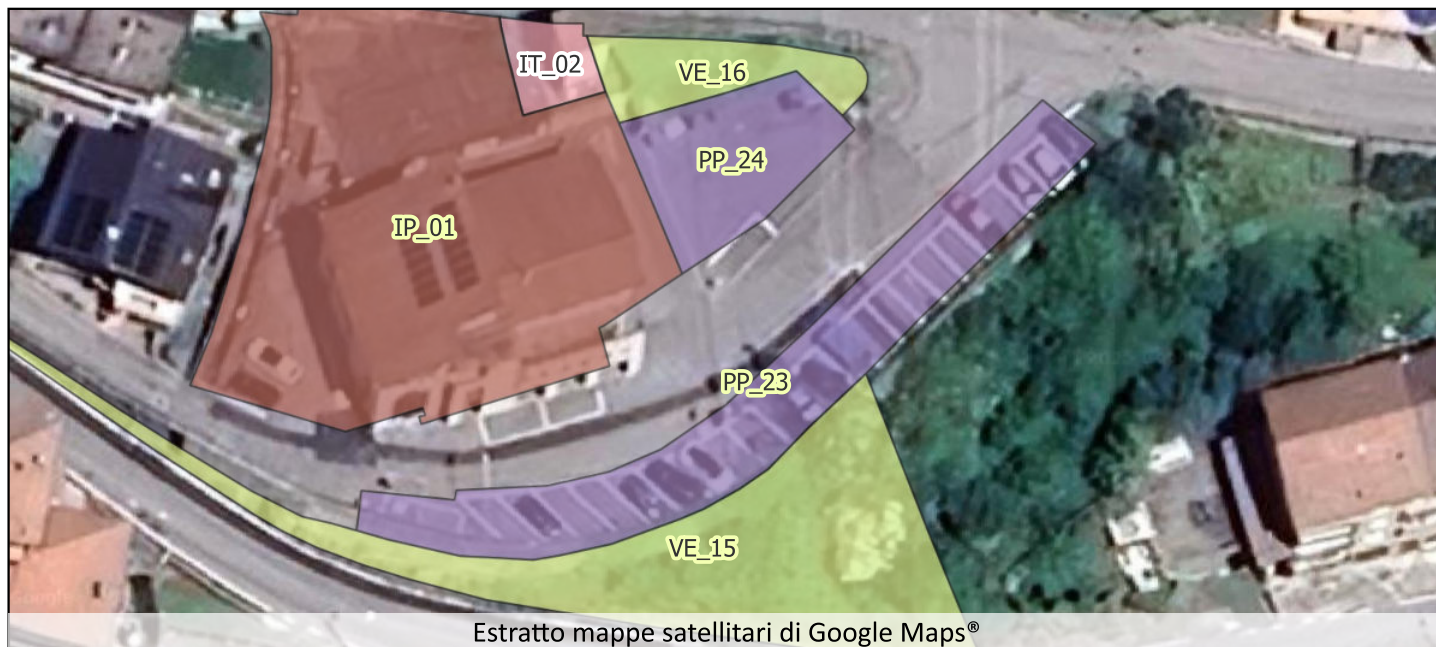 IT_02
VE_16
PP_24
IP_01
PP_23
VE_15
Estratto mappe satellitari di Google Maps®